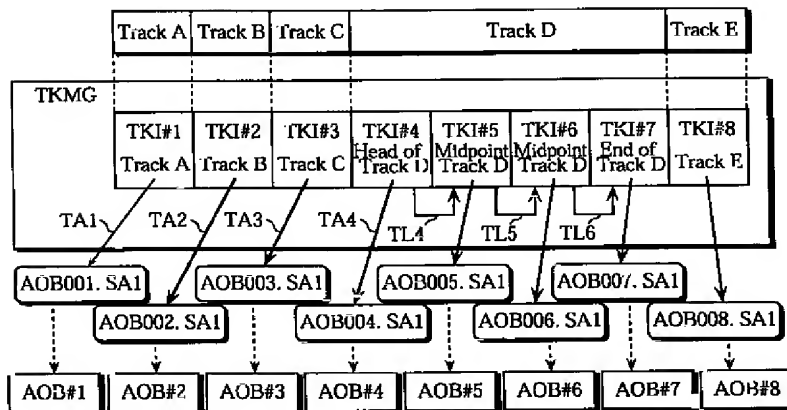 Track A Track B Track C Track D Track E
TKMG
TKI#1 TKI#2 TKI#3 TKI#4 TKI#5 TKI#6 TKI#7 TKI#8
Head of Midpoint Midpoint End of
Track A Track B Track C Track D Track D Track D Track D Track E
TA1 TA2 TA3 TA4 TL4 TL5 TL6
AOB001. SA1 AOB003. SA1 AOB005. SA1 AOB007. SA1
AOB002. SA1 AOB004. SA1 AOB006. SA1 AOB008. SA1
AOB#1 AOB#2 AOB#3 AOB#4 AOB#5 AOB#6 AOB#7 AOB#8